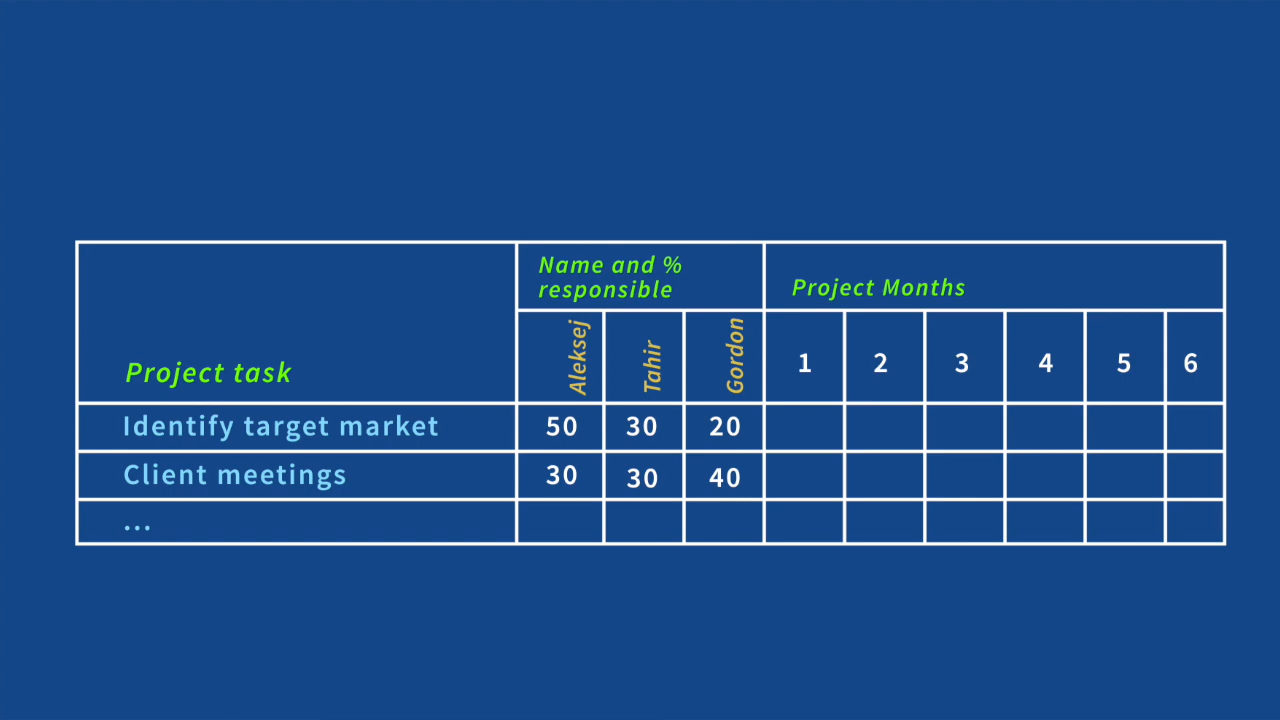 Name and %
responsible
Project Months
Project task
Aleksej
Tahir
Gordon
1 2 3 4 5 6
Identify target market 50 30 20
Client meetings 30 30 40
...